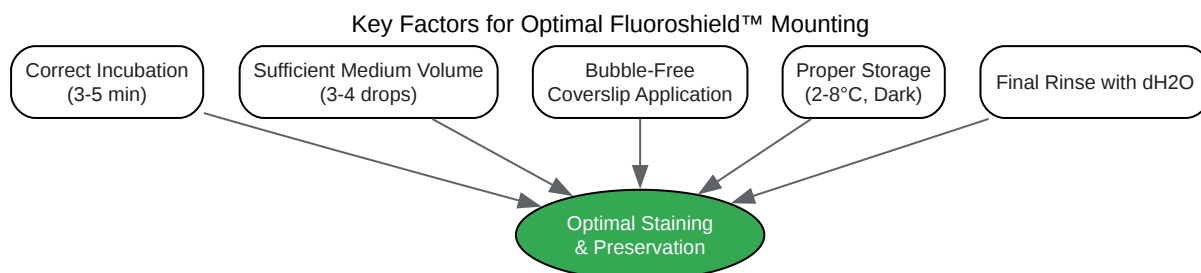 Key Factors for Optimal Fluoroshield™ Mounting
Correct Incubation
(3-5 min)
Sufficient Medium Volume
(3-4 drops)
Bubble-Free
Coverslip Application
Proper Storage
(2-8°C, Dark)
Final Rinse with dH2O
Optimal Staining
& Preservation